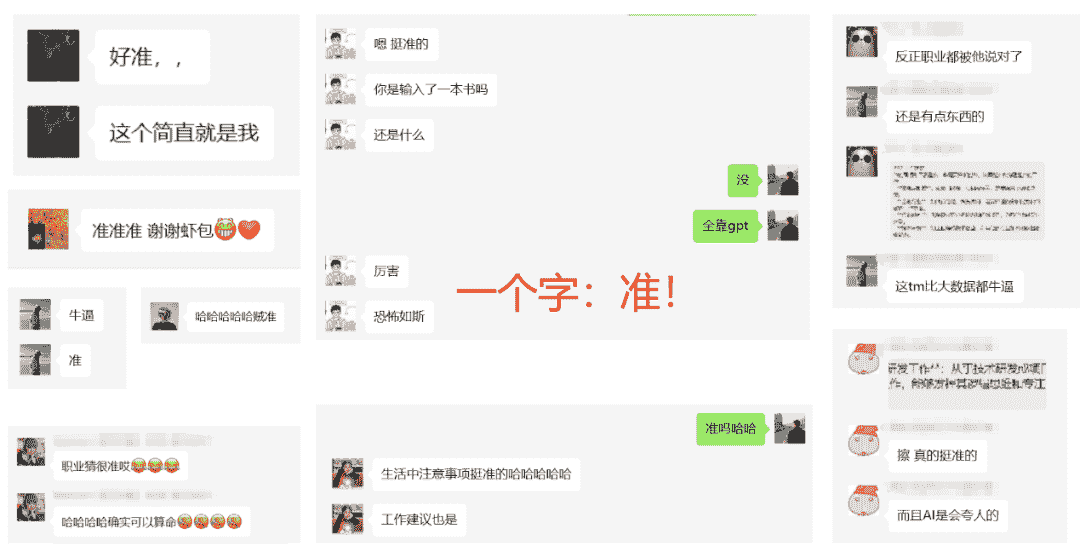 好准，，
这个简直就是我
准准准 谢谢虾包
牛逼
准
哈哈哈哈哈贼准
职业猜很准哎
哈哈哈哈确实可以算命
嗯 挺准的
你是输入了一本书吗
还是什么
没
全靠gpt
厉害
恐怖如斯
一个字：准！
准吗哈哈
生活中注意事项挺准的哈哈哈哈哈
工作建议也是
反正职业都被他说对了
还是有点东西的
这tm比大数据都牛逼
擦 真的挺准的
而且AI是会夸人的